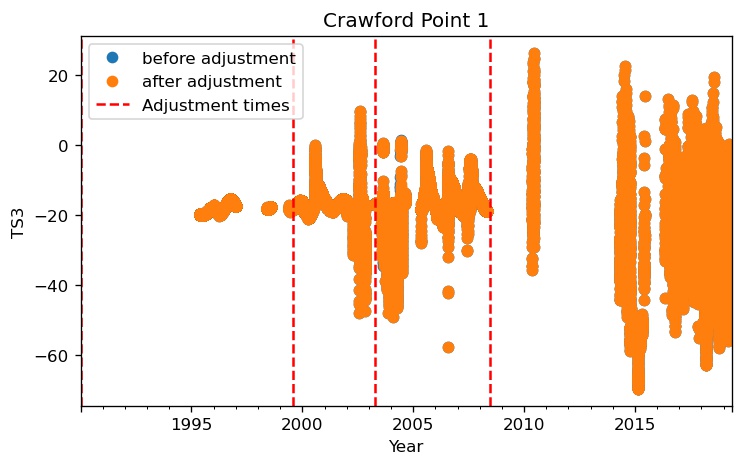 Crawford Point 1
before adjustment
after adjustment
Adjustment times
TS3
20
0
−20
−40
−60
1995
2000
2005
2010
2015
Year